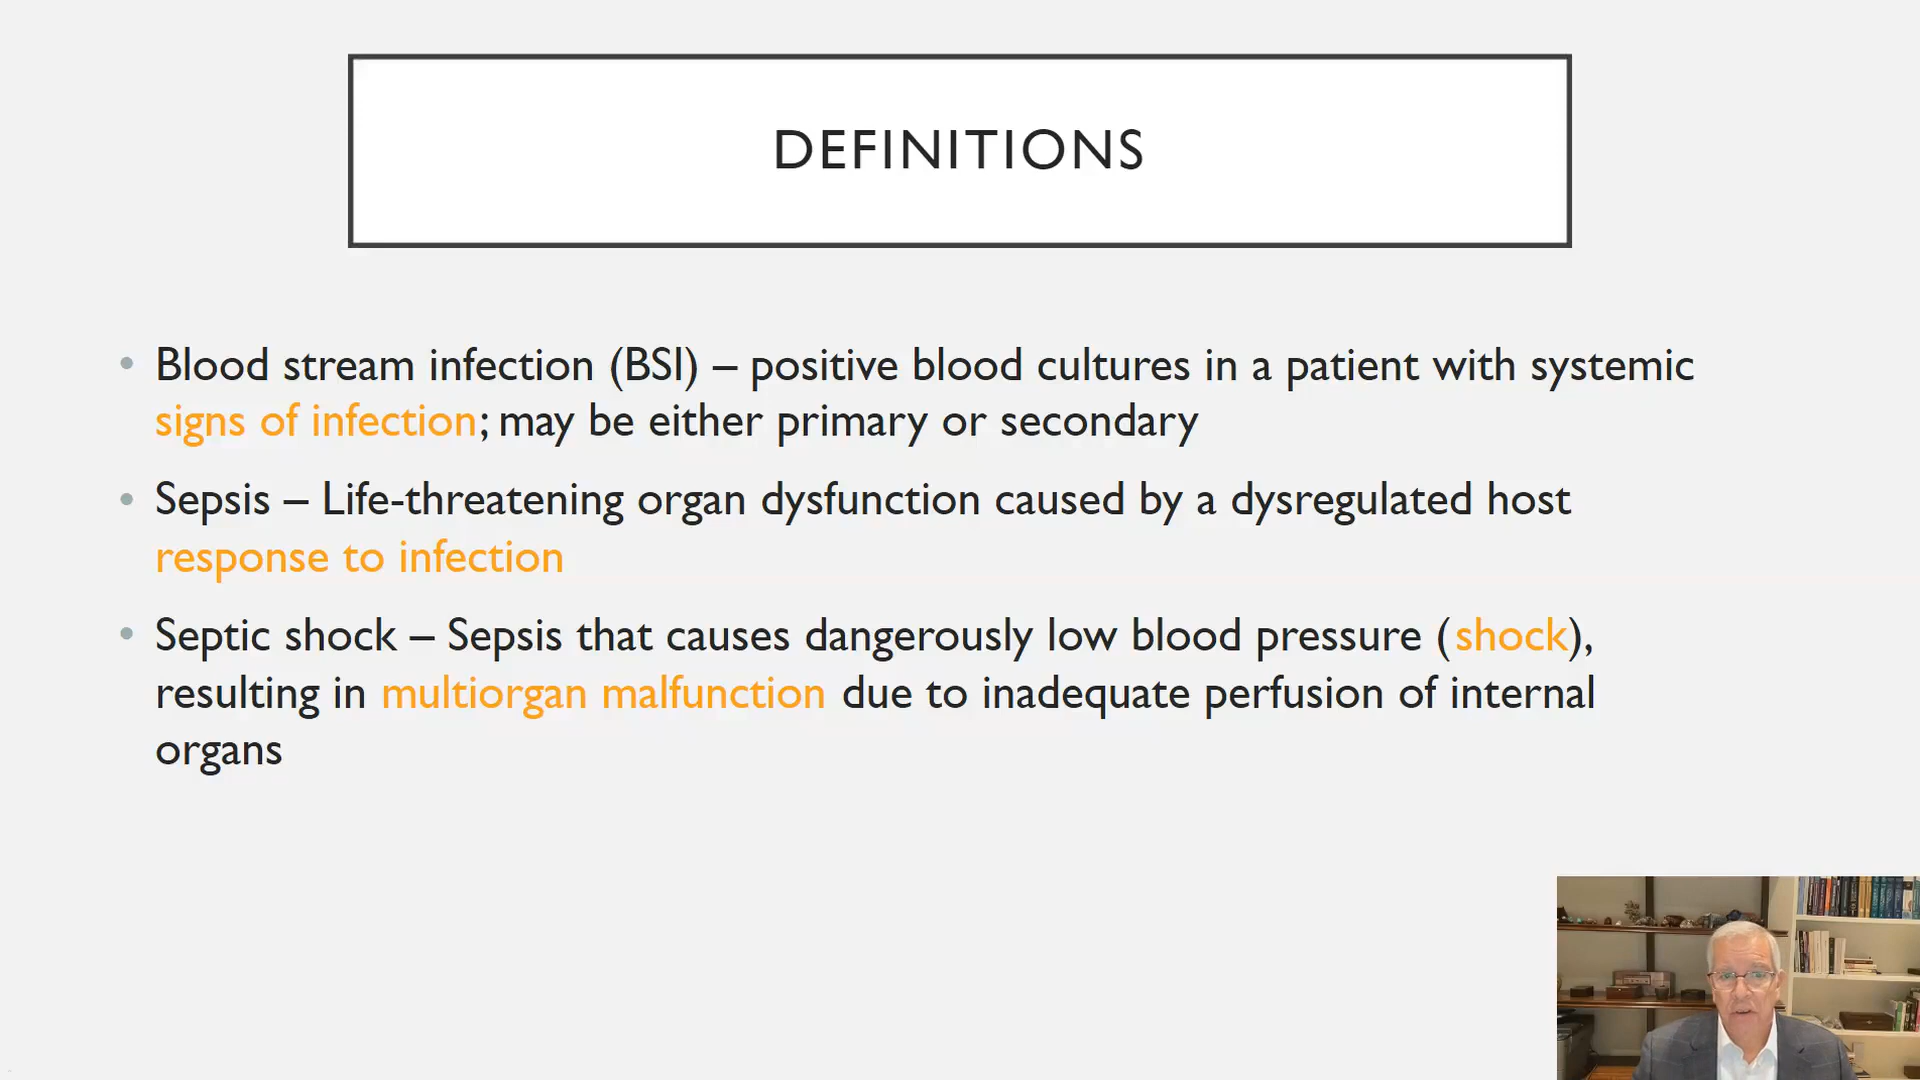 DEFINITIONS
• Blood stream infection (BSI) – positive blood cultures in a patient with systemic
signs of infection; may be either primary or secondary
• Sepsis – Life-threatening organ dysfunction caused by a dysregulated host
response to infection
• Septic shock – Sepsis that causes dangerously low blood pressure (shock),
resulting in multiorgan malfunction due to inadequate perfusion of internal
organs